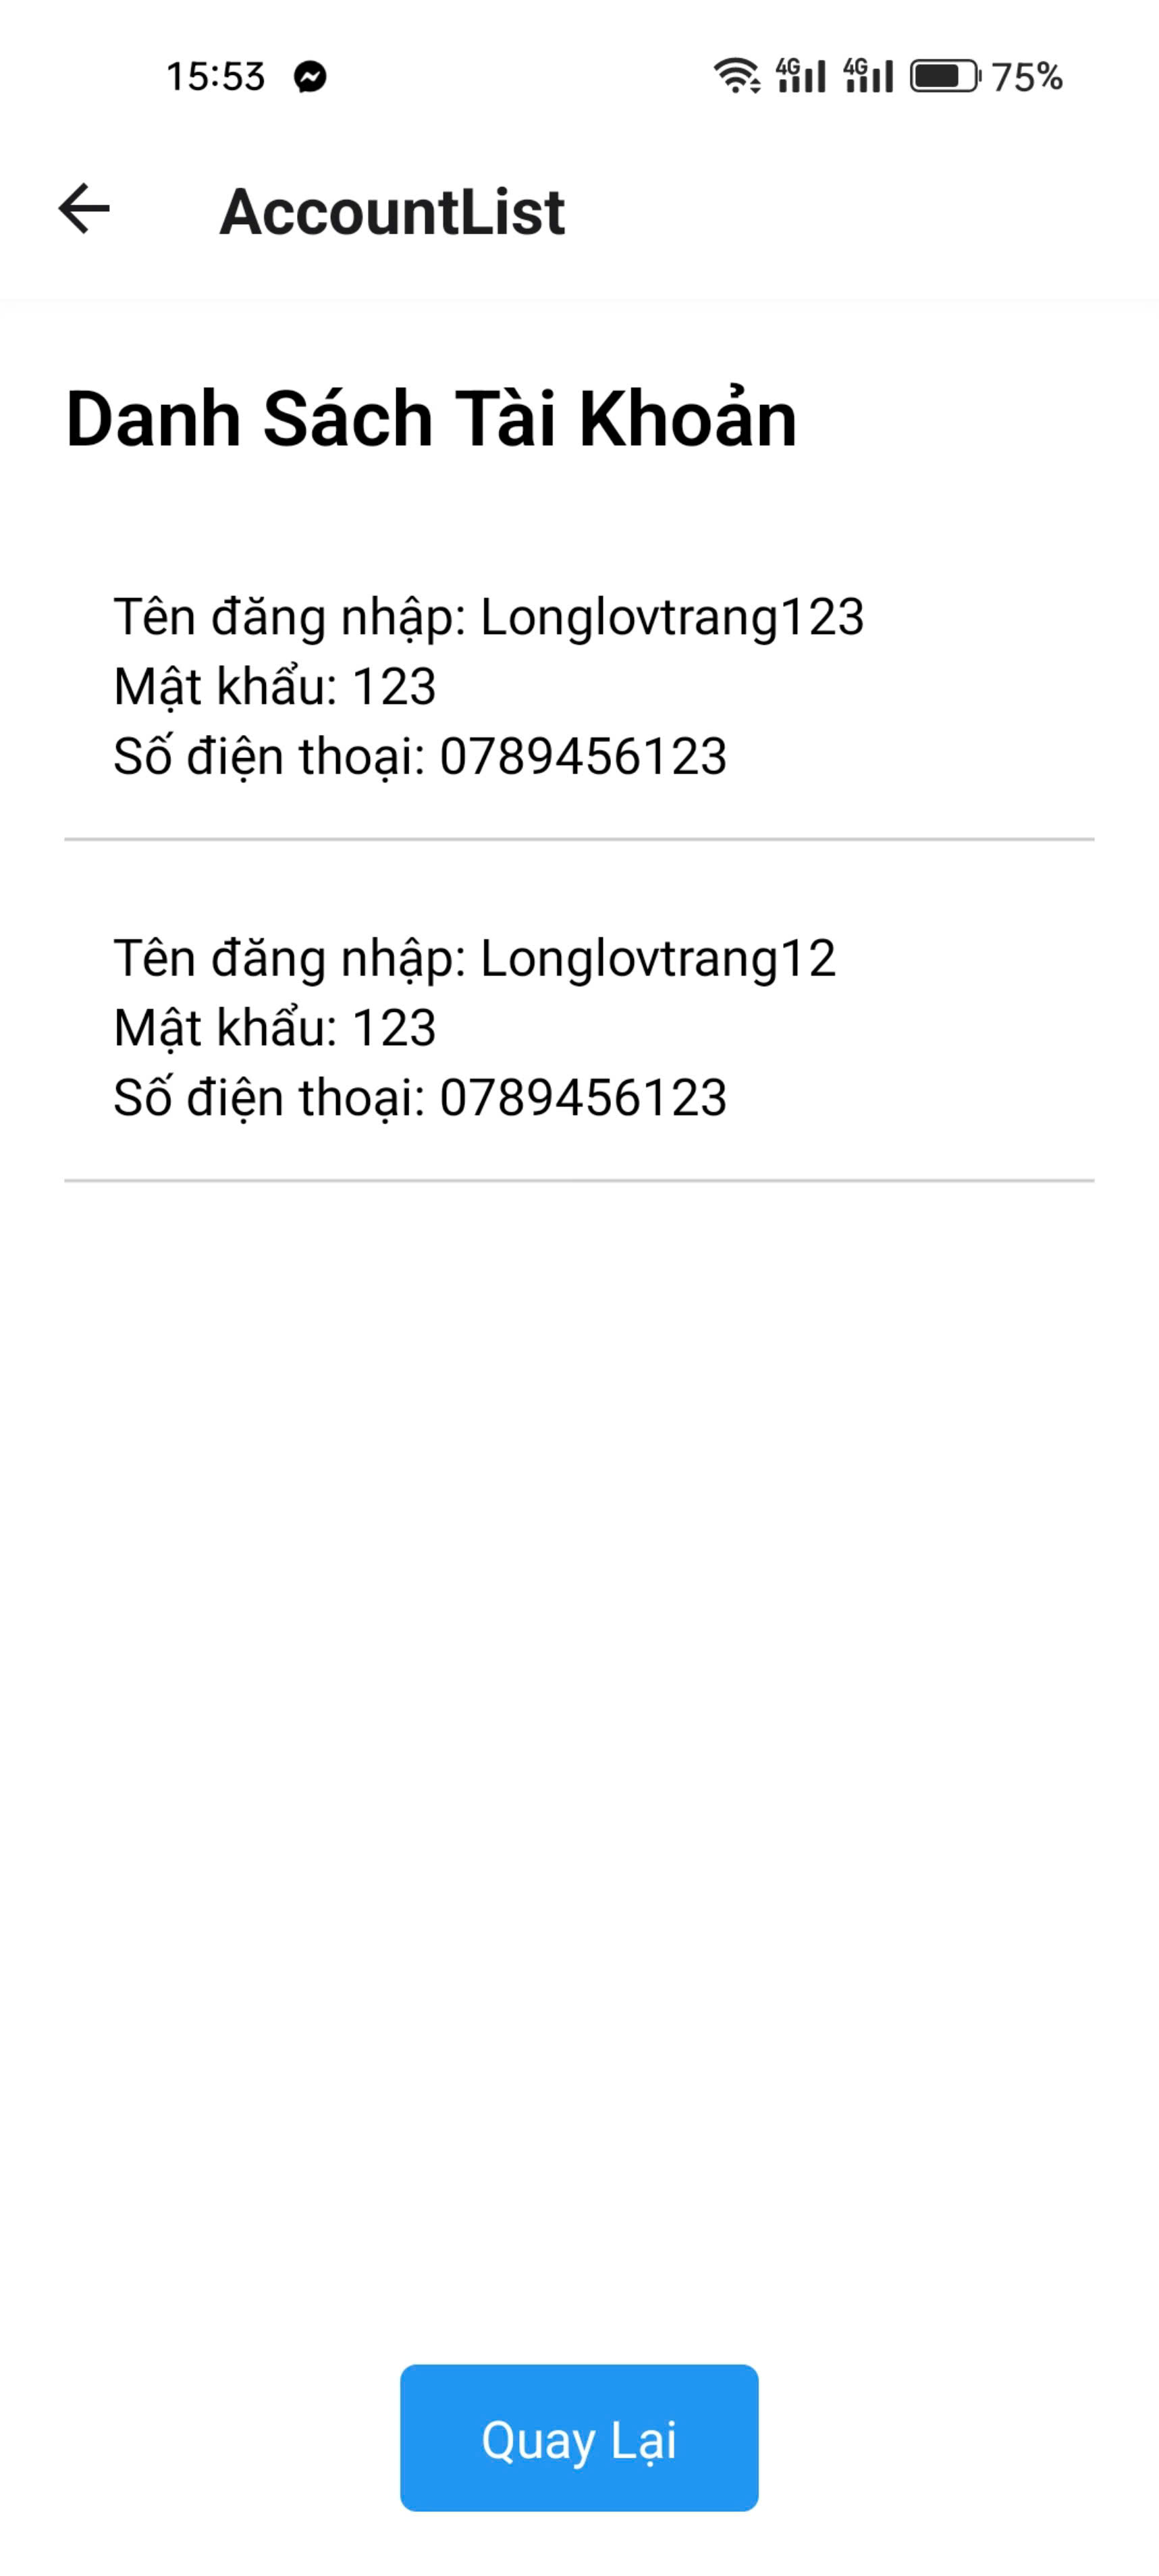 15:53 4G 4G 75%
AccountList
Danh Sách Tài Khoản
Tên đăng nhập: Longlovtrang123
Mật khẩu: 123
Số điện thoại: 0789456123
Tên đăng nhập: Longlovtrang12
Mật khẩu: 123
Số điện thoại: 0789456123
Quay Lại